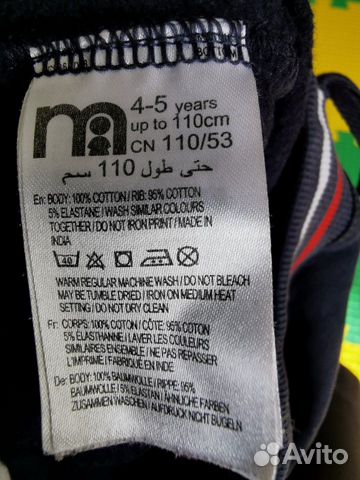 BOTTOM
m
4-5 years
up to 110cm
CN 110/53
حتى طول 110 سم
En: BODY: 100% COTTON / RIB: 95% COTTON
5% ELASTANE / WASH SIMILAR COLOURS
TOGETHER / DO NOT IRON PRINT / MADE IN
INDIA
40
WARM REGULAR MACHINE WASH / DO NOT BLEACH
MAY BE TUMBLE DRIED / IRON ON MEDIUM HEAT
SETTING / DO NOT DRY CLEAN
Fr: CORPS: 100% COTON / CÔTE: 95% COTON
5% ELASTHANNE / LAVER LES COULEURS
SIMILAIRES ENSEMBLE / NE PAS REPASSER
L'IMPRIME / FABRIQUE EN INDE
De: BODY: 100% BAUMWOLLE / RIPPE: 95%
BAUMWOLLE / 5% ELASTAN / ÄHNLICHE FARBEN
ZUSAMMEN WASCHEN / AUFDRUCK NICHT BÜGELN
Avito